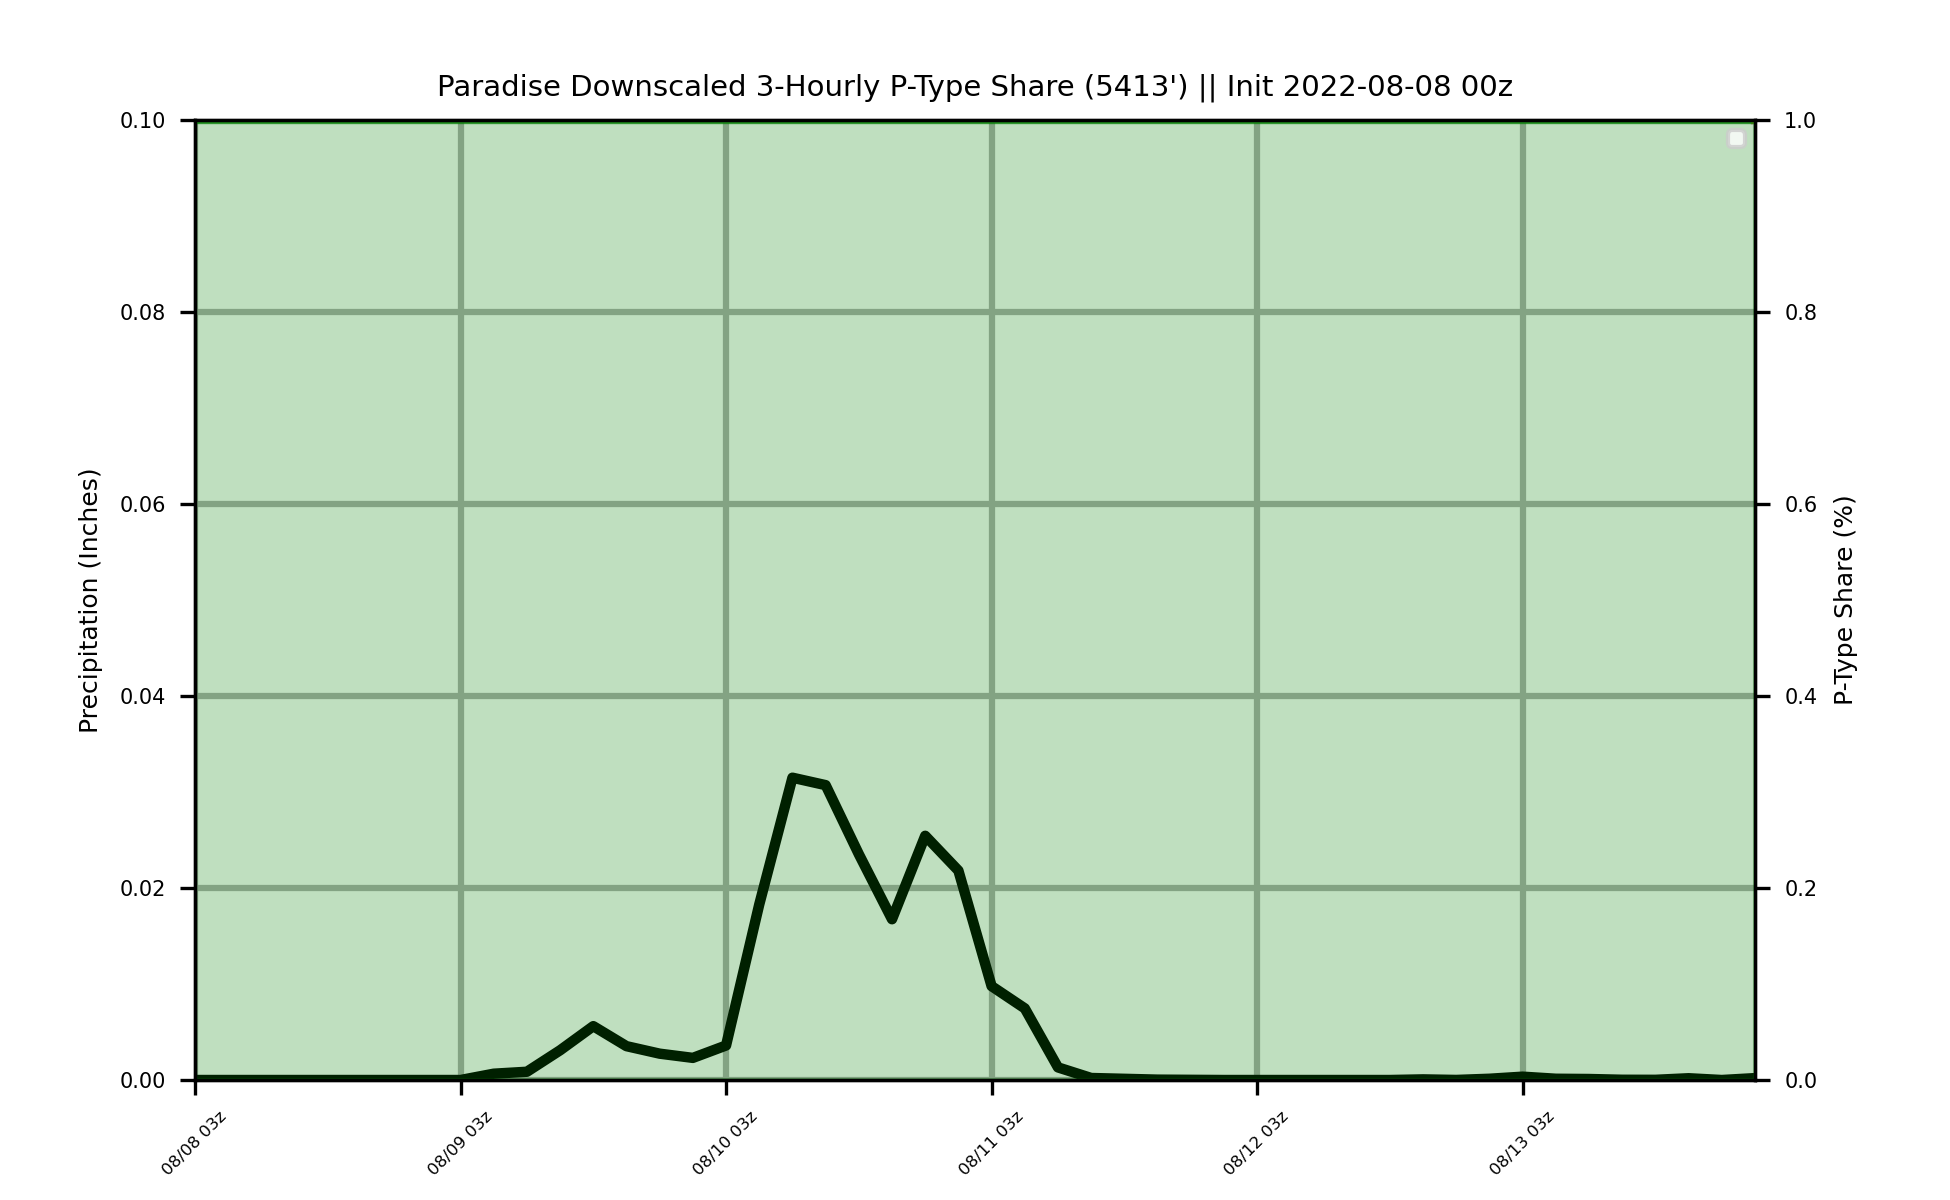 Paradise Downscaled 3-Hourly P-Type Share (5413') || Init 2022-08-08 00z
Precipitation (Inches)
0.10
0.08
0.06
0.04
0.02
0.00
1.0
0.8
0.6
0.4
0.2
0.0
P-Type Share (%)
08/08 03z
08/09 03z
08/10 03z
08/11 03z
08/12 03z
08/13 03z